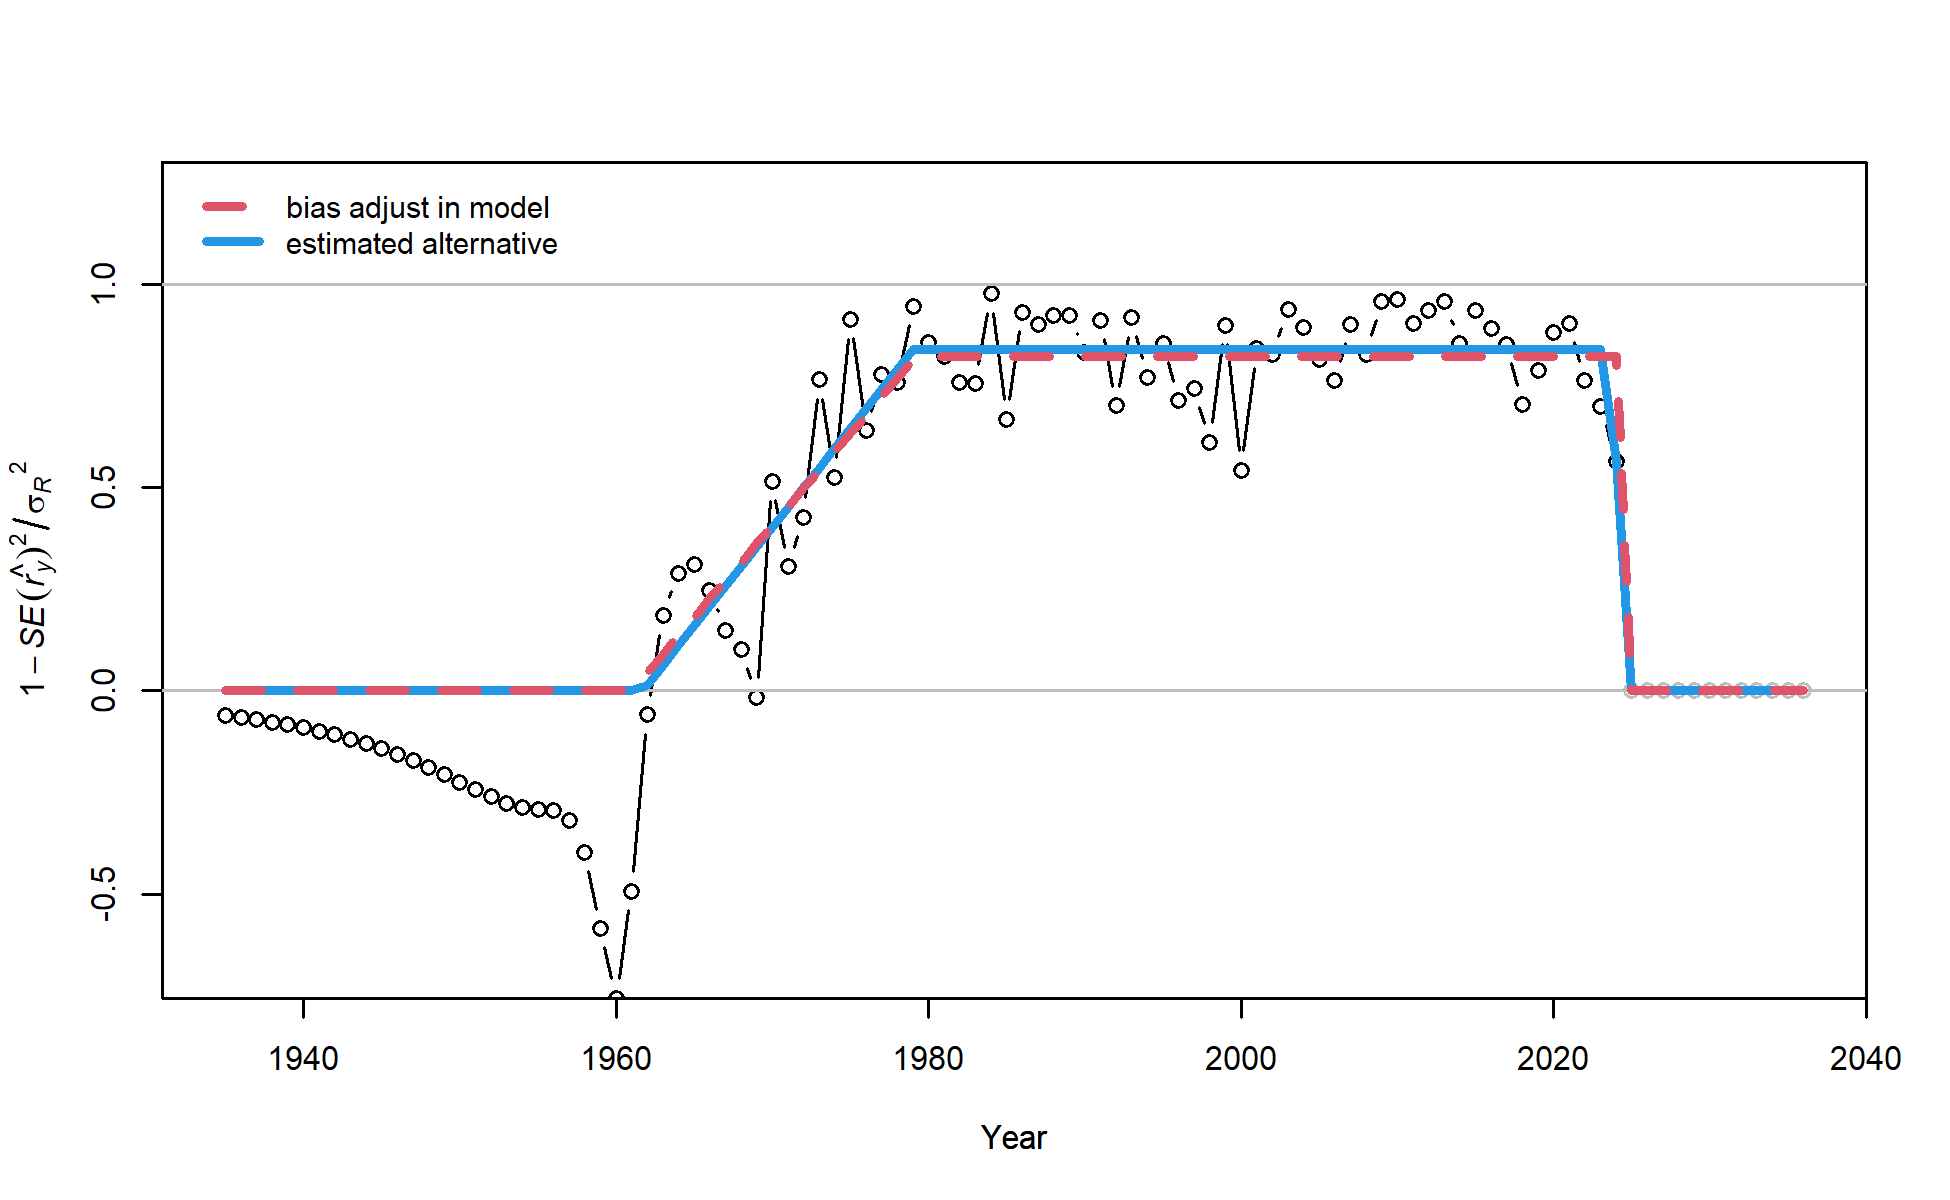 bias adjust in model
estimated alternative
1.0
0.5
0.0
-0.5
1 − SE(r̂y)² / σR²
1940 1960 1980 2000 2020 2040
Year